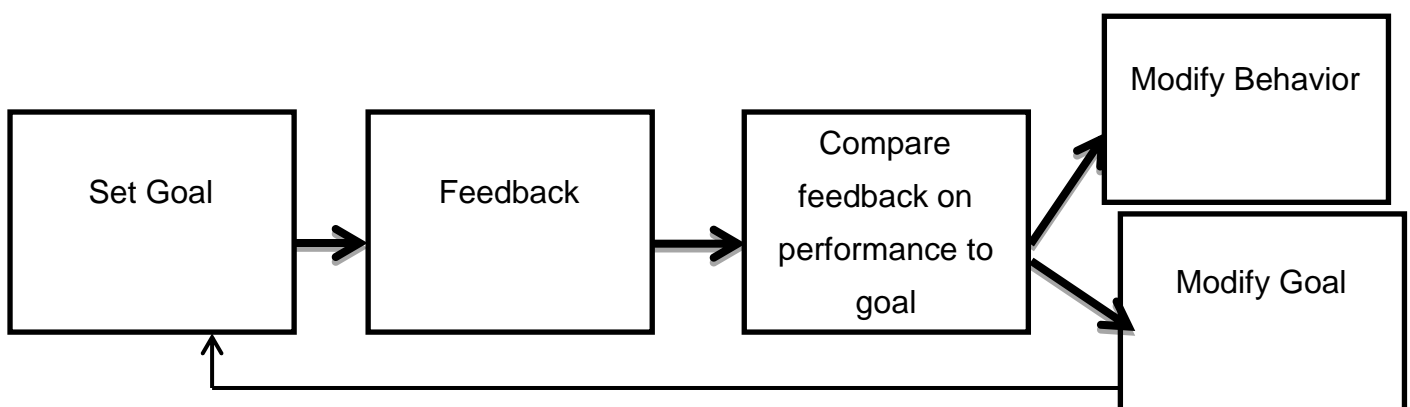 Set Goal
Feedback
Compare
feedback on
performance to
goal
Modify Behavior
Modify Goal